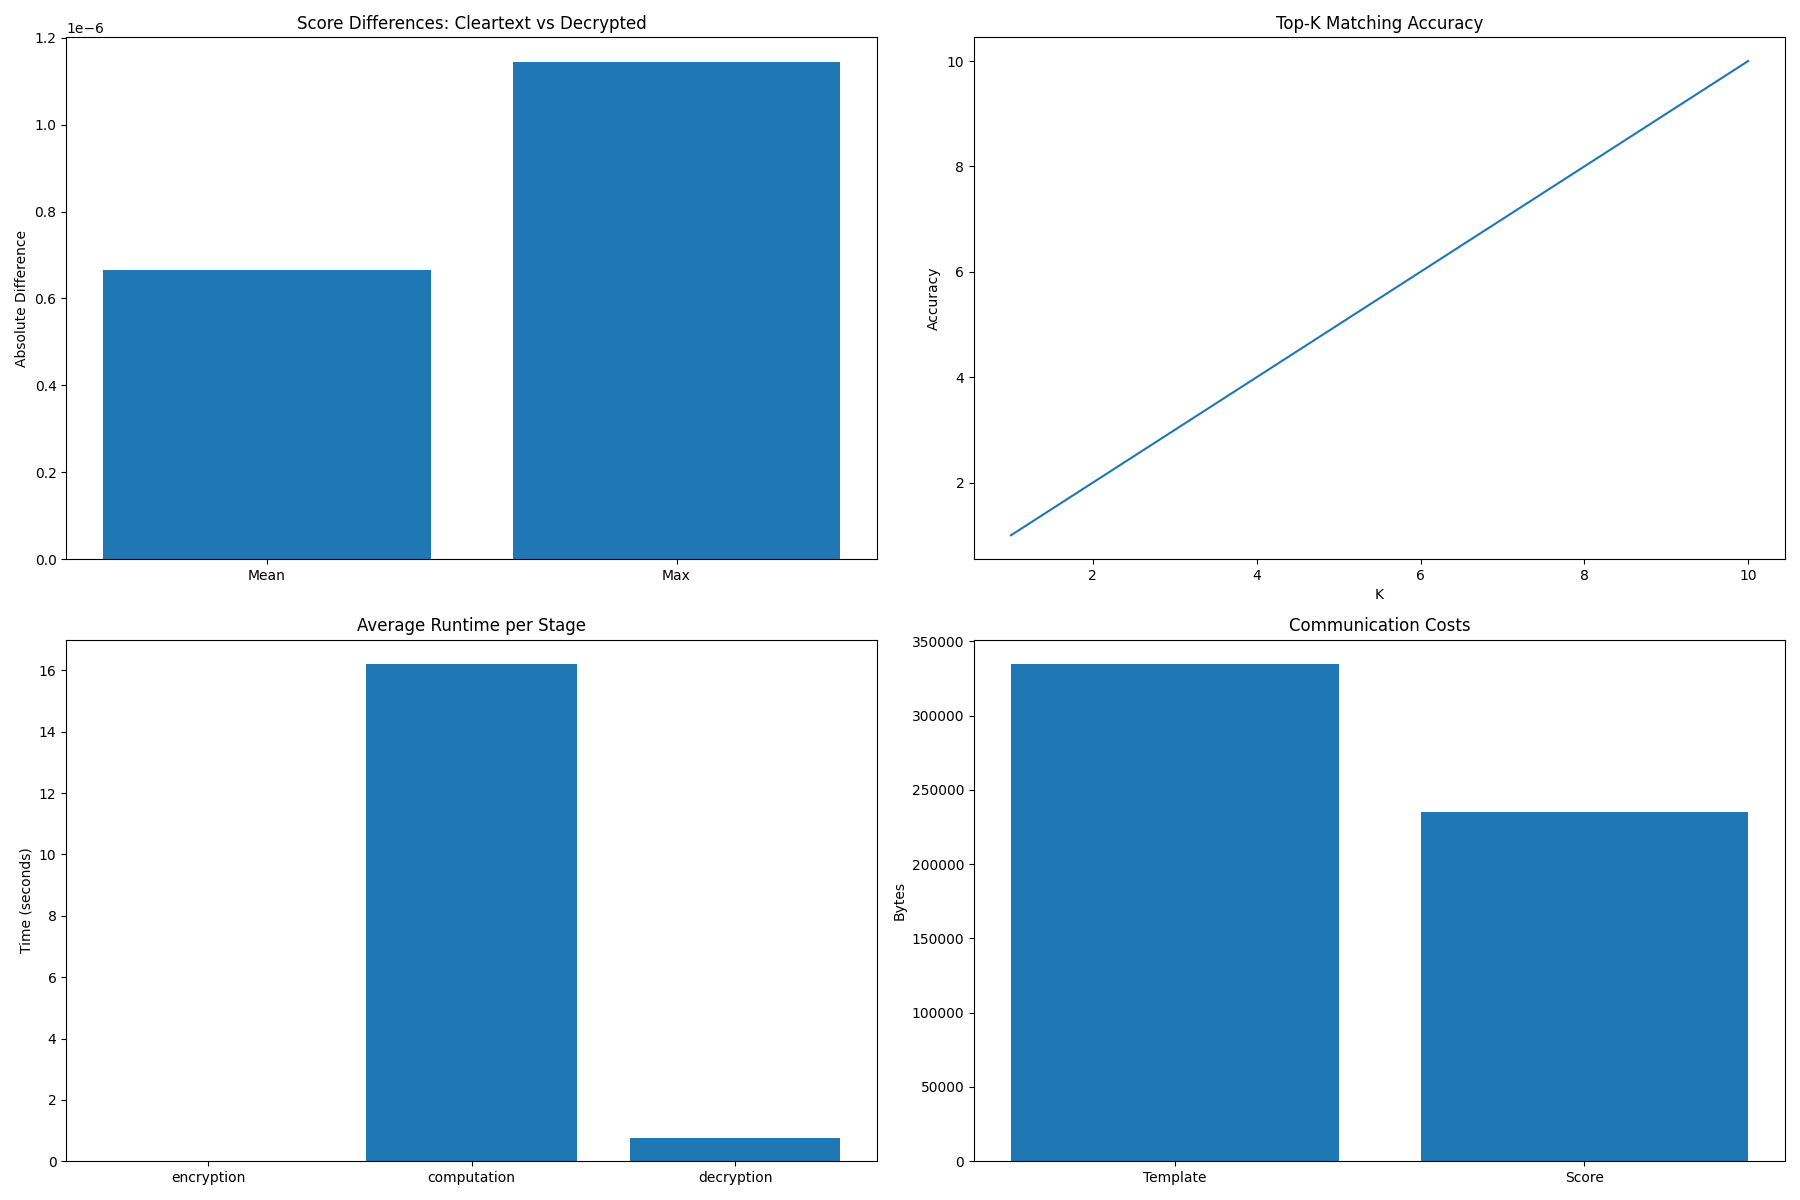 Score Differences: Cleartext vs Decrypted
1e−6
1.2
1.0
0.8
0.6
0.4
0.2
0.0
Absolute Difference
Mean Max
Top-K Matching Accuracy
10
8
6
4
2
Accuracy
2 4 6 8 10
K
Average Runtime per Stage
16
14
12
10
8
6
4
2
0
Time (seconds)
encryption computation decryption
Communication Costs
350000
300000
250000
200000
150000
100000
50000
0
Bytes
Template Score